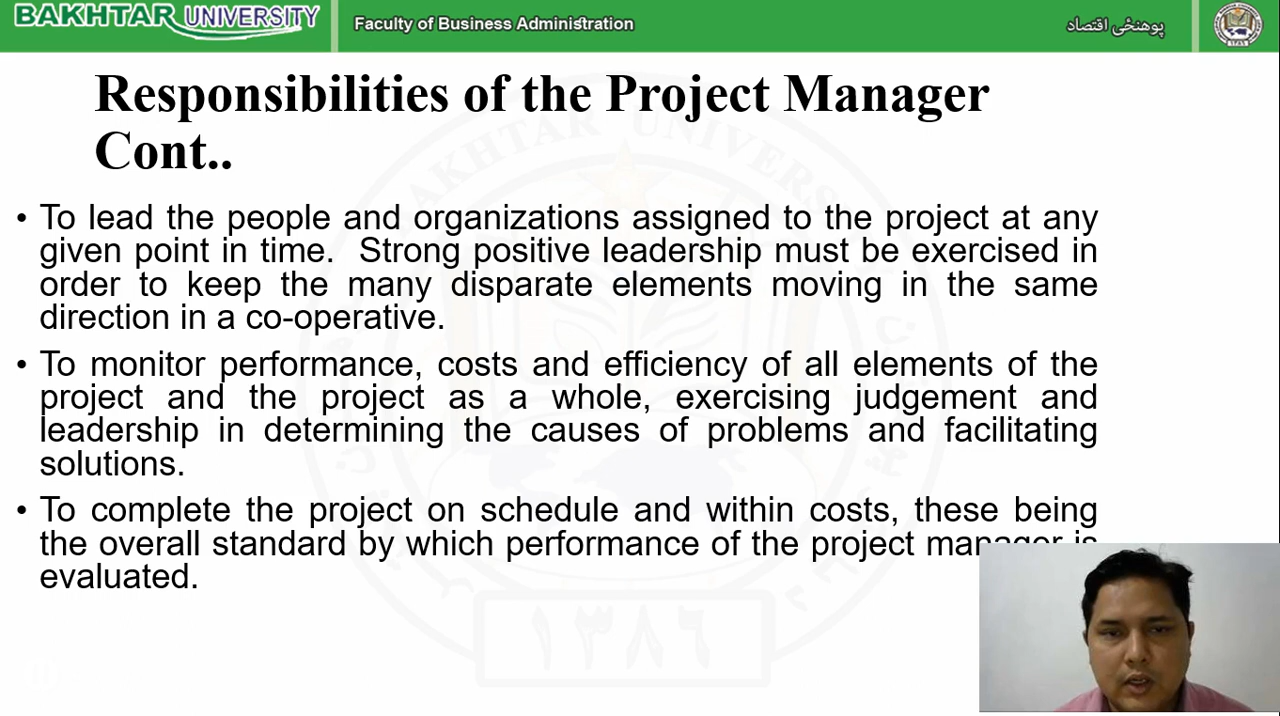 BAKHTAR UNIVERSITY
Faculty of Business Administration
پوهنځی اقتصاد
Responsibilities of the Project Manager
Cont..
• To lead the people and organizations assigned to the project at any
given point in time. Strong positive leadership must be exercised in
order to keep the many disparate elements moving in the same
direction in a co-operative.
• To monitor performance, costs and efficiency of all elements of the
project and the project as a whole, exercising judgement and
leadership in determining the causes of problems and facilitating
solutions.
• To complete the project on schedule and within costs, these being
the overall standard by which performance of the project manager is
evaluated.
BAKHTAR UNIVERS
۱۳۸۶